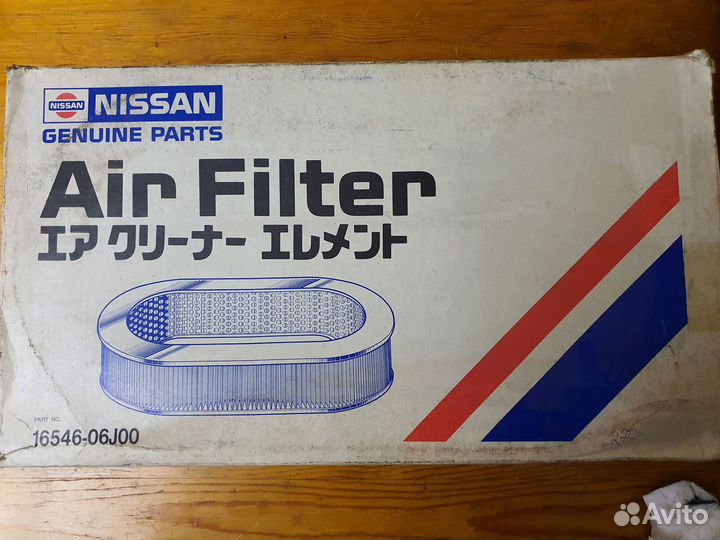 NISSAN
NISSAN
GENUINE PARTS
Air Filter
エア クリーナー エレメント
PART NO.
16546-06J00
270=
Avito